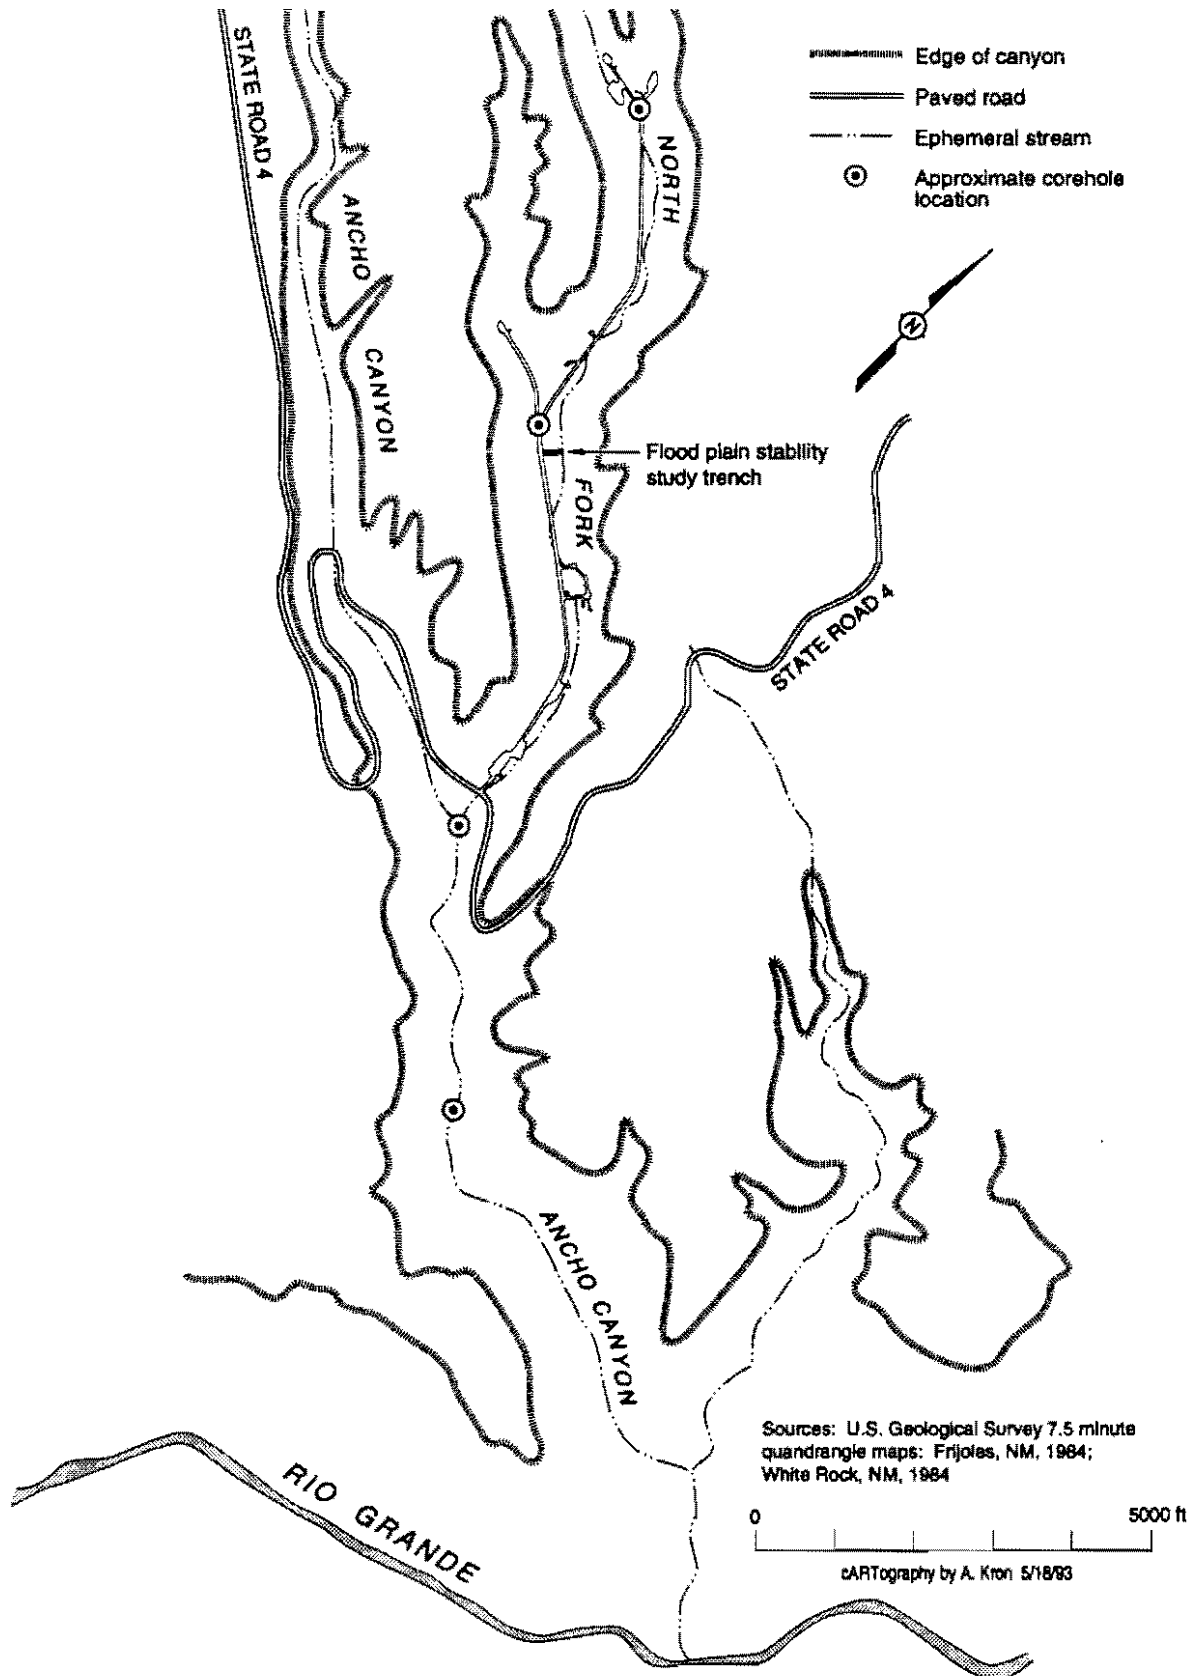 STATE ROAD 4
ANCHO
CANYON
NORTH
FORK
Edge of canyon
Paved road
Ephemeral stream
Approximate corehole
location
N
Flood plain stability
study trench
STATE ROAD 4
ANCHO CANYON
RIO GRANDE
Sources: U.S. Geological Survey 7.5 minute
quandrangle maps: Frijoles, NM, 1984;
White Rock, NM, 1984
0 5000 ft
cARTography by A. Kron 5/18/93